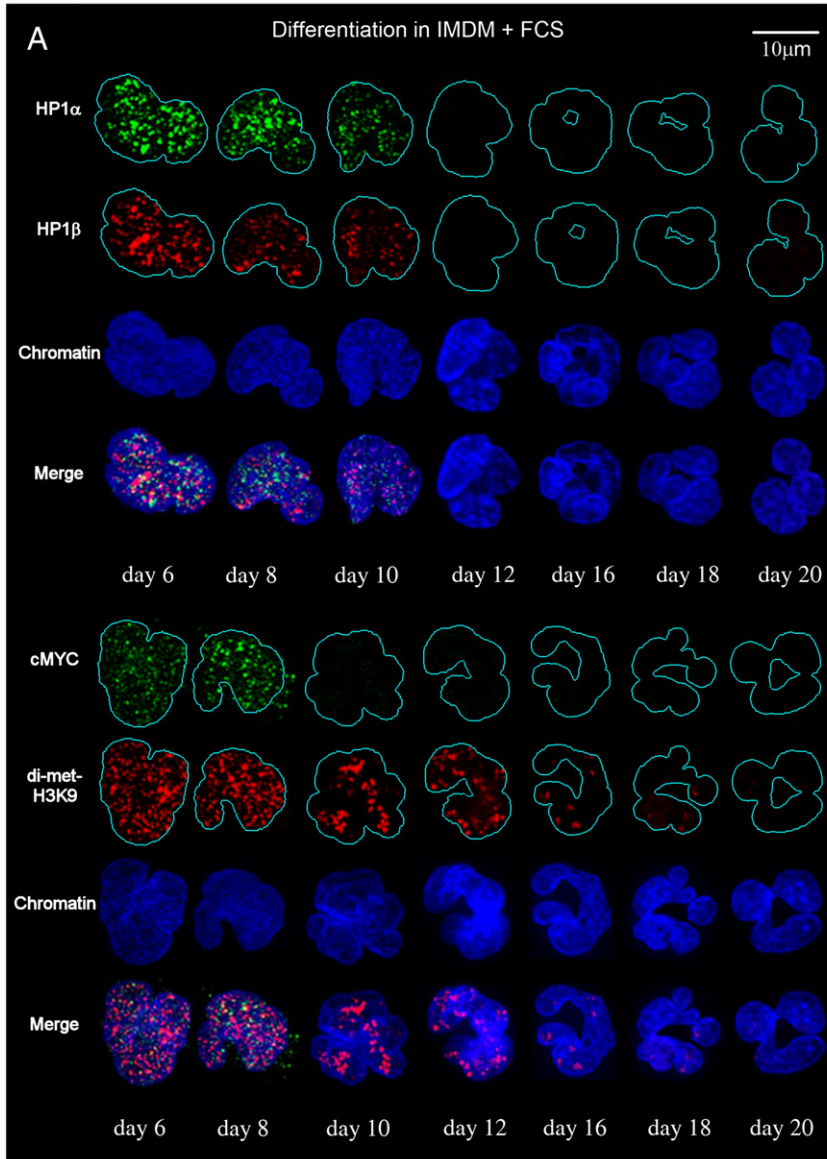 A
Differentiation in IMDM + FCS
10μm
HP1α
HP1β
Chromatin
Merge
day 6 day 8 day 10 day 12 day 16 day 18 day 20
cMYC
di-met-
H3K9
Chromatin
Merge
day 6 day 8 day 10 day 12 day 16 day 18 day 20